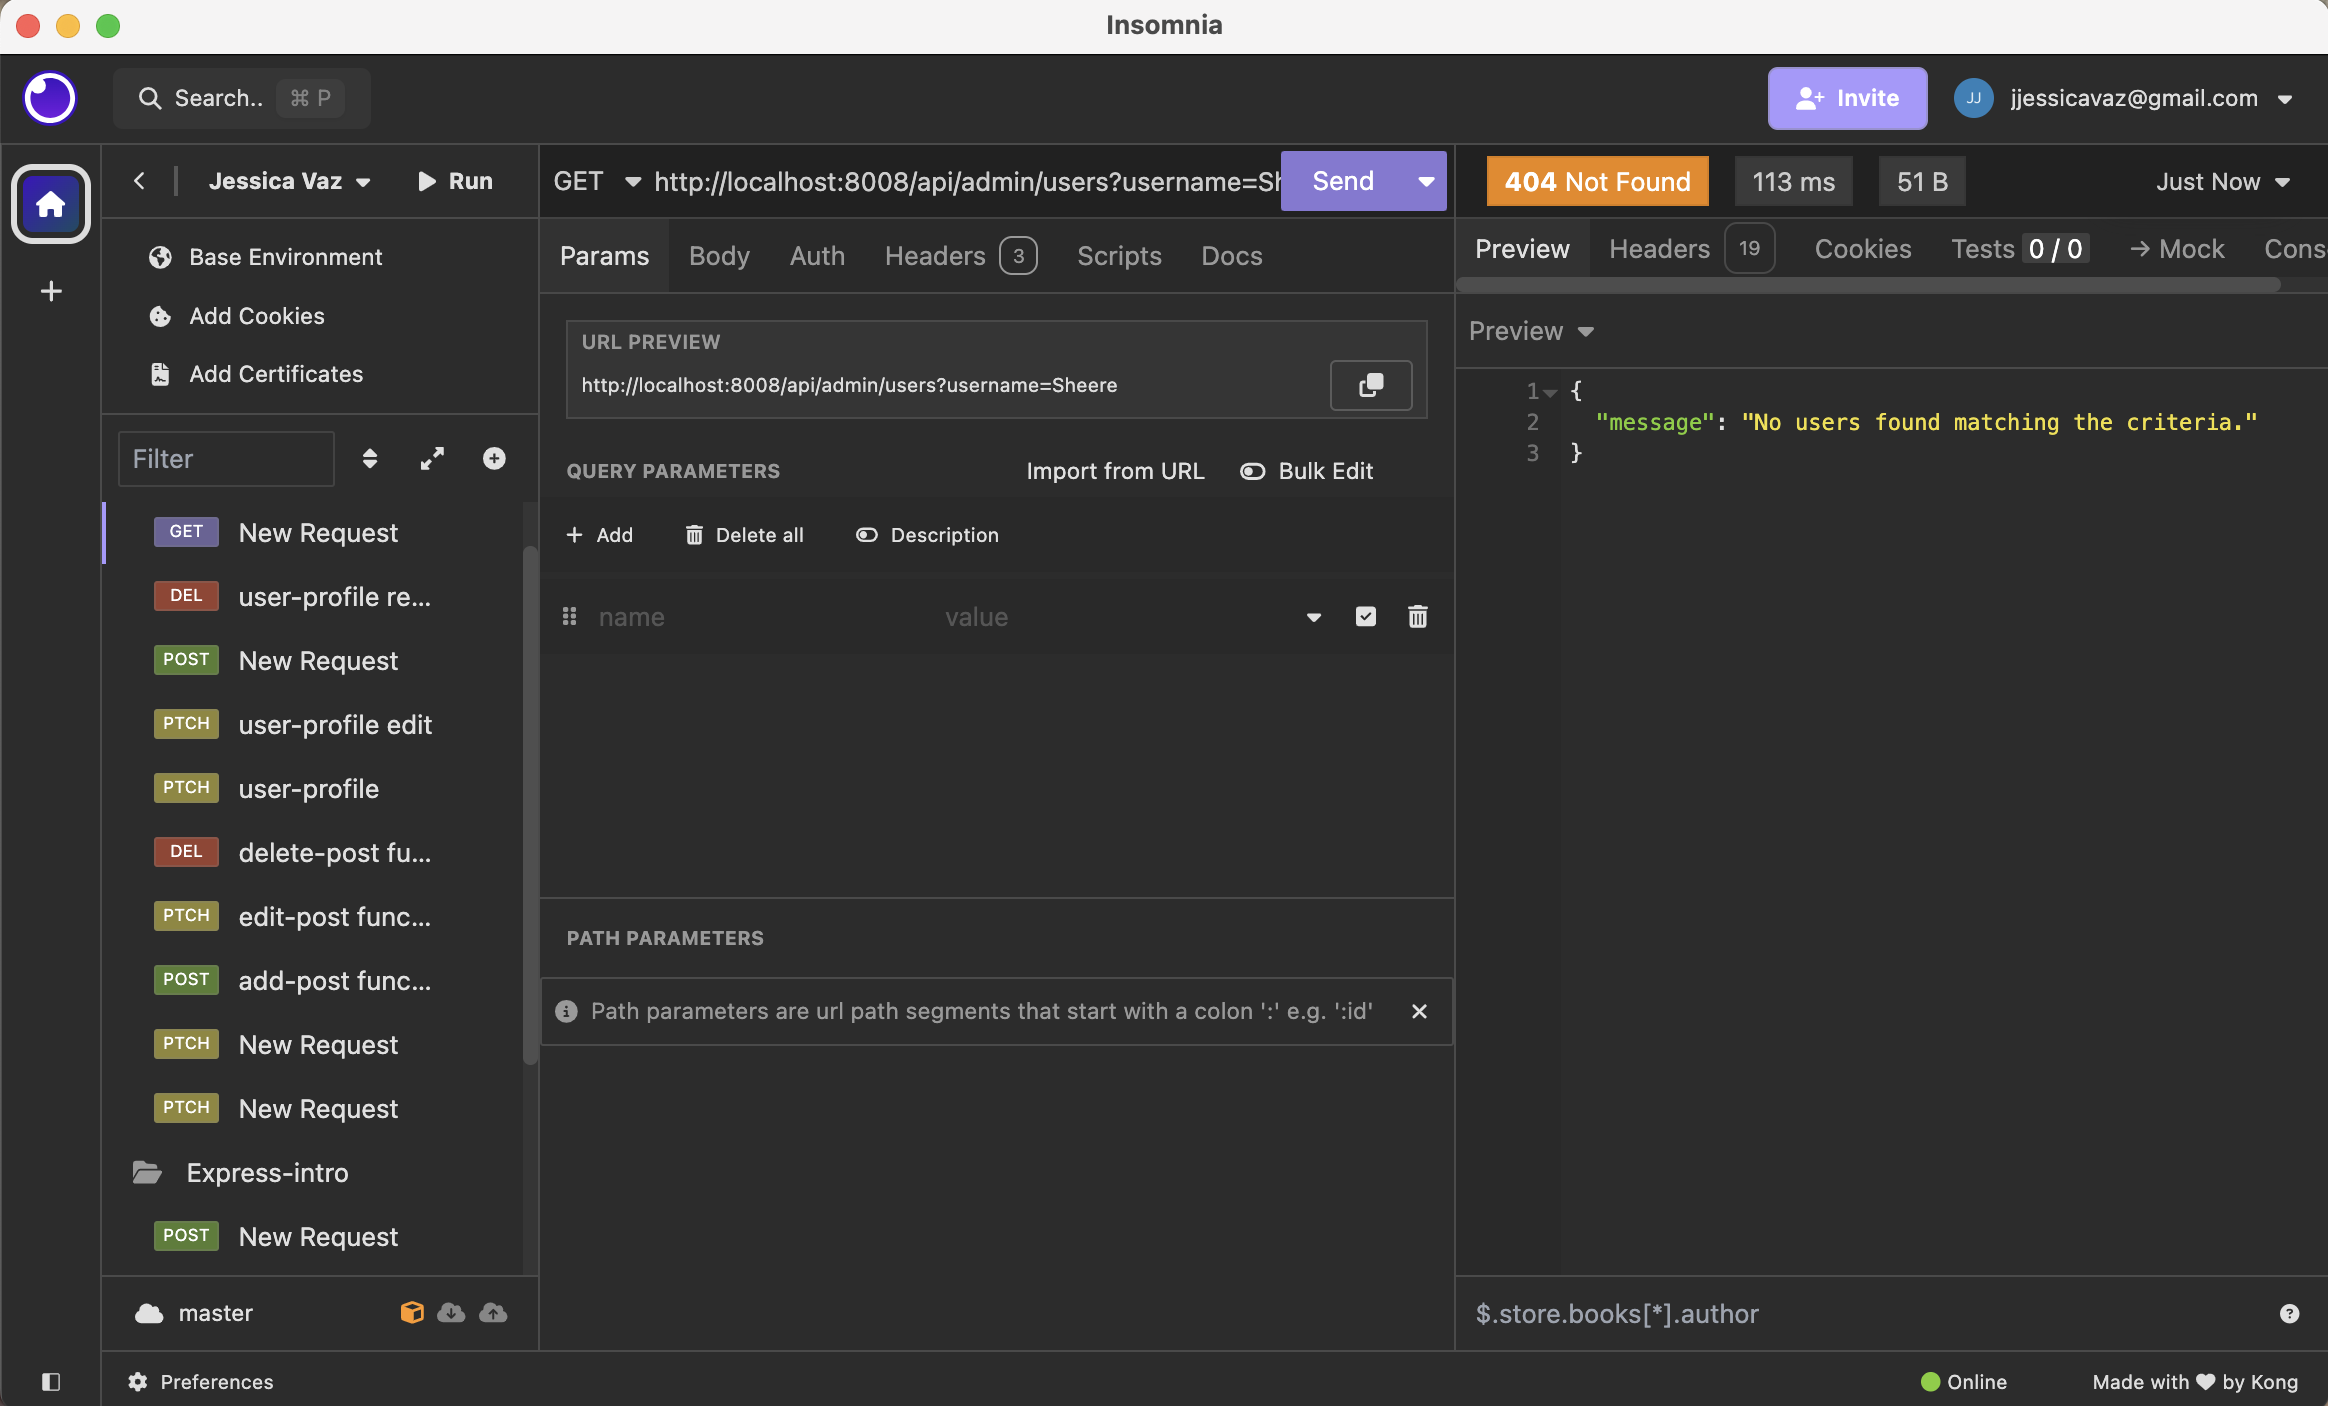 Insomnia
Search.. ⌘ P
Invite
JJ
jjessicavaz@gmail.com
Jessica Vaz
Run
Base Environment
Add Cookies
Add Certificates
Filter
GET New Request
DEL user-profile re...
POST New Request
PTCH user-profile edit
PTCH user-profile
DEL delete-post fu...
PTCH edit-post func...
POST add-post func...
PTCH New Request
PTCH New Request
Express-intro
POST New Request
master
Preferences
GET http://localhost:8008/api/admin/users?username=Sh
Send
Params Body Auth Headers 3 Scripts Docs
URL PREVIEW
http://localhost:8008/api/admin/users?username=Sheere
QUERY PARAMETERS Import from URL Bulk Edit
+ Add Delete all Description
name value
PATH PARAMETERS
Path parameters are url path segments that start with a colon ':' e.g. ':id'
404 Not Found 113 ms 51 B Just Now
Preview Headers 19 Cookies Tests 0 / 0 → Mock Cons
Preview
1 {
2 "message": "No users found matching the criteria."
3 }
$.store.books[*].author
Online
Made with ♥ by Kong